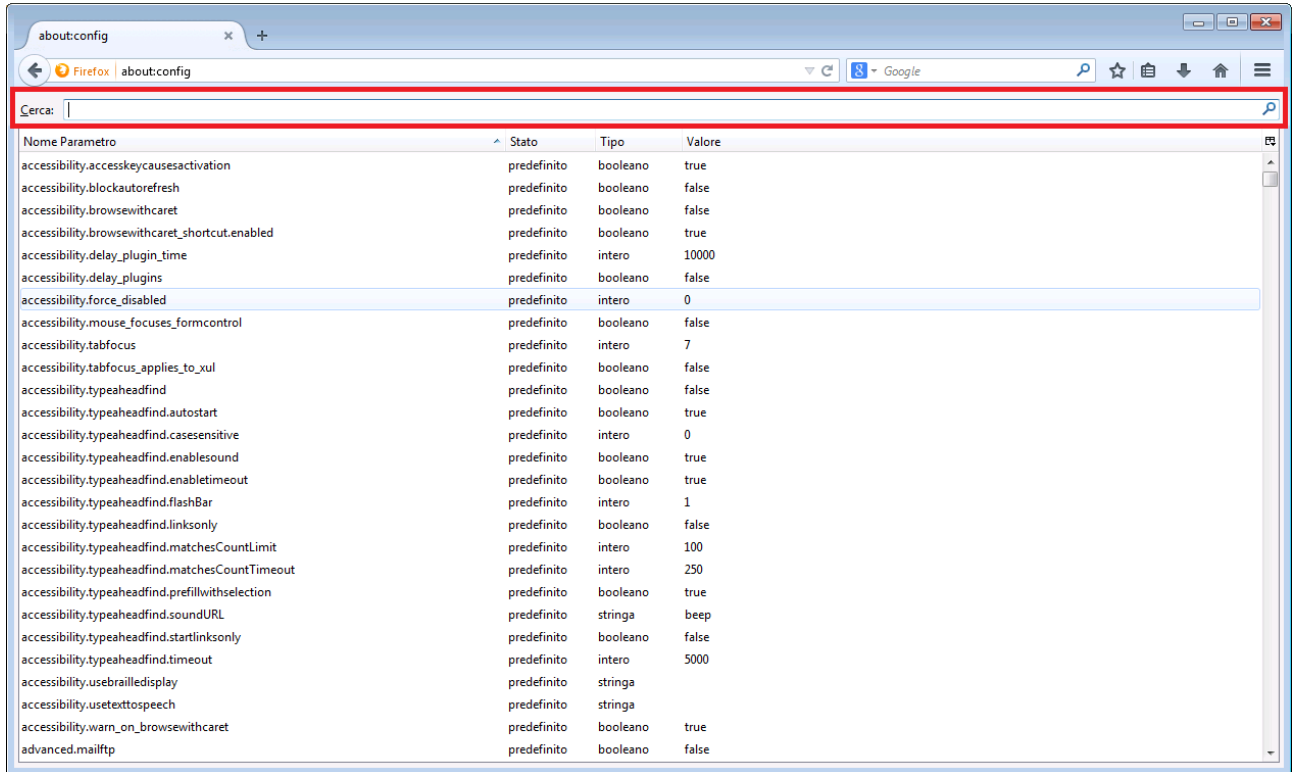 about:config
Firefox about:config 8 Google
Cerca:
Nome Parametro Stato Tipo Valore
accessibility.accesskeycausesactivation predefinito booleano true
accessibility.blockautorefresh predefinito booleano false
accessibility.browsewithcaret predefinito booleano false
accessibility.browsewithcaret_shortcut.enabled predefinito booleano true
accessibility.delay_plugin_time predefinito intero 10000
accessibility.delay_plugins predefinito booleano false
accessibility.force_disabled predefinito intero 0
accessibility.mouse_focuses_formcontrol predefinito booleano false
accessibility.tabfocus predefinito intero 7
accessibility.tabfocus_applies_to_xul predefinito booleano false
accessibility.typeaheadfind predefinito booleano false
accessibility.typeaheadfind.autostart predefinito booleano true
accessibility.typeaheadfind.casesensitive predefinito intero 0
accessibility.typeaheadfind.enablesound predefinito booleano true
accessibility.typeaheadfind.enabletimeout predefinito booleano true
accessibility.typeaheadfind.flashBar predefinito intero 1
accessibility.typeaheadfind.linksonly predefinito booleano false
accessibility.typeaheadfind.matchesCountLimit predefinito intero 100
accessibility.typeaheadfind.matchesCountTimeout predefinito intero 250
accessibility.typeaheadfind.prefillwithselection predefinito booleano true
accessibility.typeaheadfind.soundURL predefinito stringa beep
accessibility.typeaheadfind.startlinksonly predefinito booleano false
accessibility.typeaheadfind.timeout predefinito intero 5000
accessibility.usebrailledisplay predefinito stringa
accessibility.usetexttospeech predefinito stringa
accessibility.warn_on_browsewithcaret predefinito booleano true
advanced.mailftp predefinito booleano false